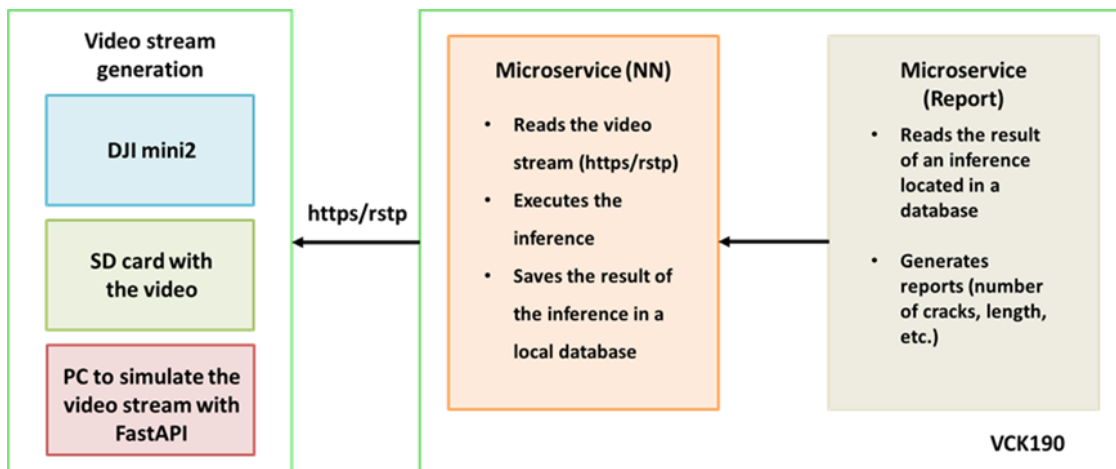 Video stream
generation
DJI mini2
SD card with
the video
PC to simulate the
video stream with
FastAPI
https/rstp
Microservice (NN)
• Reads the video
stream (https/rstp)
• Executes the
inference
• Saves the result of
the inference in a
local database
Microservice
(Report)
• Reads the result
of an inference
located in a
database
• Generates
reports (number
of cracks, length,
etc.)
VCK190